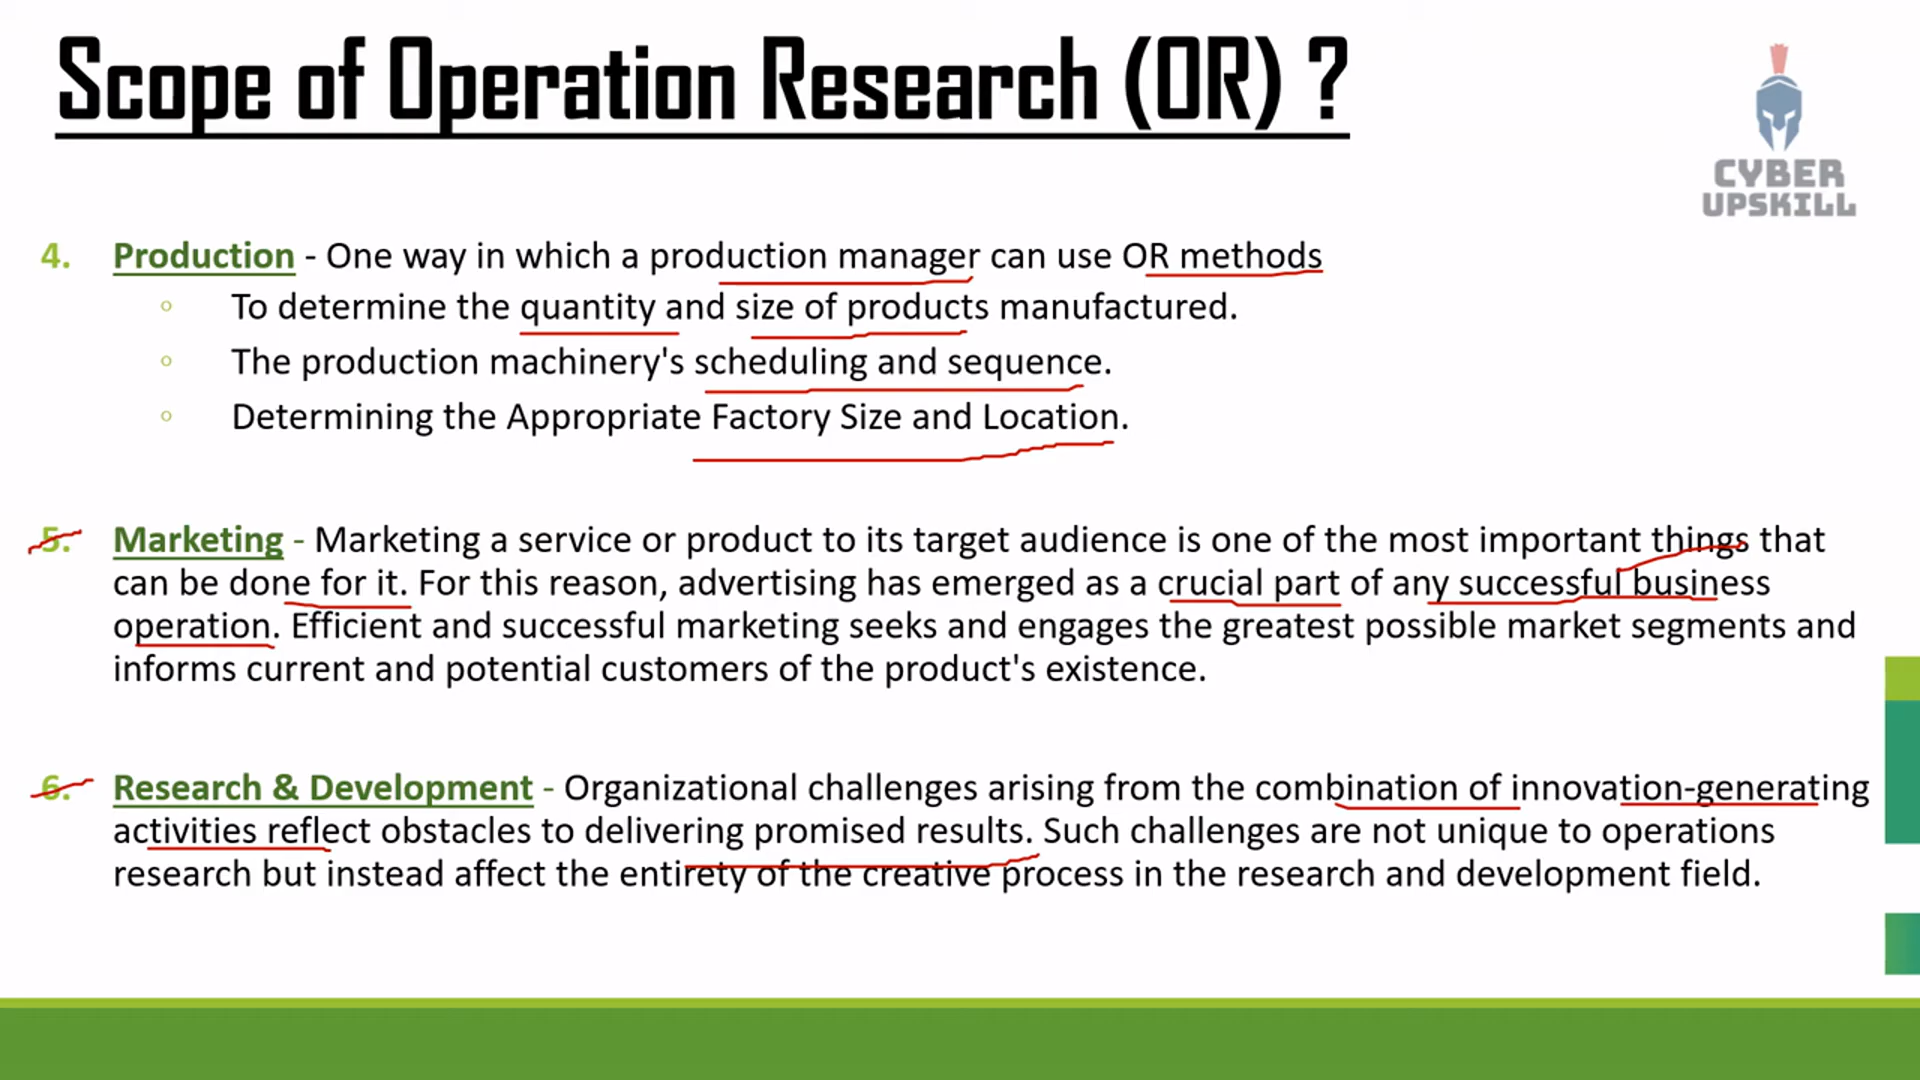 Scope of Operation Research (OR) ?
CYBER
UPSKILL
4. Production - One way in which a production manager can use OR methods
◦ To determine the quantity and size of products manufactured.
◦ The production machinery's scheduling and sequence.
◦ Determining the Appropriate Factory Size and Location.
5. Marketing - Marketing a service or product to its target audience is one of the most important things that
can be done for it. For this reason, advertising has emerged as a crucial part of any successful business
operation. Efficient and successful marketing seeks and engages the greatest possible market segments and
informs current and potential customers of the product's existence.
6. Research & Development - Organizational challenges arising from the combination of innovation-generating
activities reflect obstacles to delivering promised results. Such challenges are not unique to operations
research but instead affect the entirety of the creative process in the research and development field.